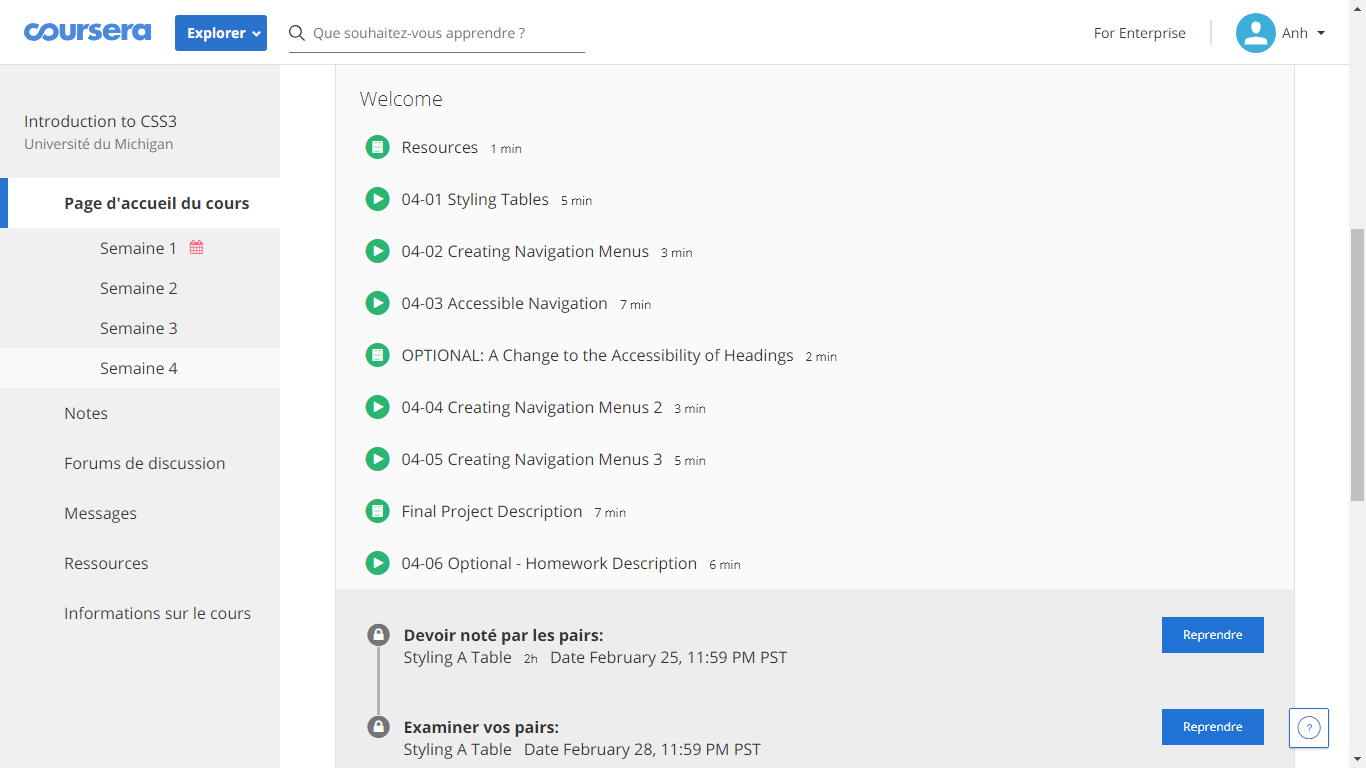 coursera
Explorer
Que souhaitez-vous apprendre ?
For Enterprise
Anh
Introduction to CSS3
Université du Michigan
Page d'accueil du cours
Semaine 1
Semaine 2
Semaine 3
Semaine 4
Notes
Forums de discussion
Messages
Ressources
Informations sur le cours
Welcome
Resources 1 min
04-01 Styling Tables 5 min
04-02 Creating Navigation Menus 3 min
04-03 Accessible Navigation 7 min
OPTIONAL: A Change to the Accessibility of Headings 2 min
04-04 Creating Navigation Menus 2 3 min
04-05 Creating Navigation Menus 3 5 min
Final Project Description 7 min
04-06 Optional - Homework Description 6 min
Devoir noté par les pairs:
Styling A Table 2h Date February 25, 11:59 PM PST
Reprendre
Examiner vos pairs:
Styling A Table Date February 28, 11:59 PM PST
Reprendre
?